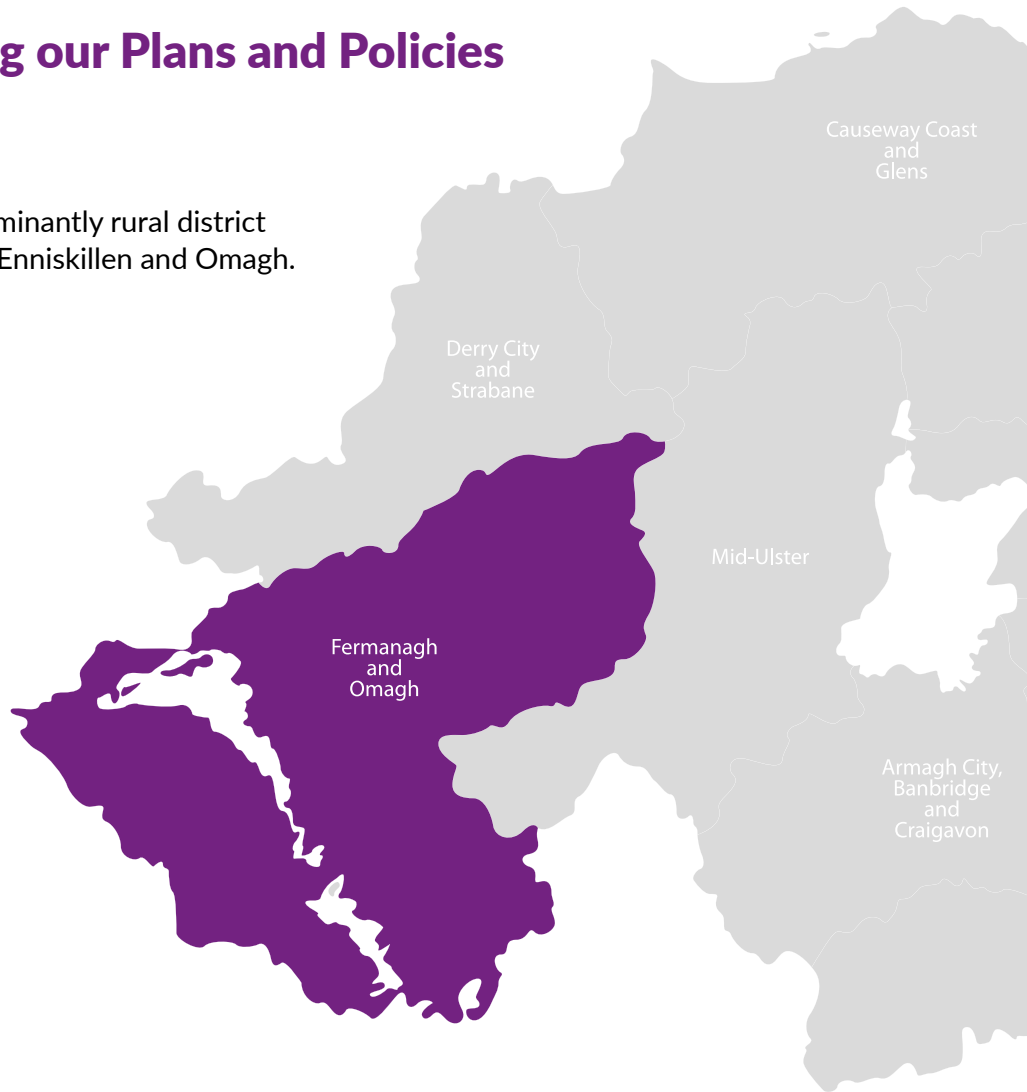 g our Plans and Policies
minantly rural district
Enniskillen and Omagh.
Causeway Coast
and
Glens
Derry City
and
Strabane
Mid-Ulster
Fermanagh
and
Omagh
Armagh City,
Banbridge
and
Craigavon